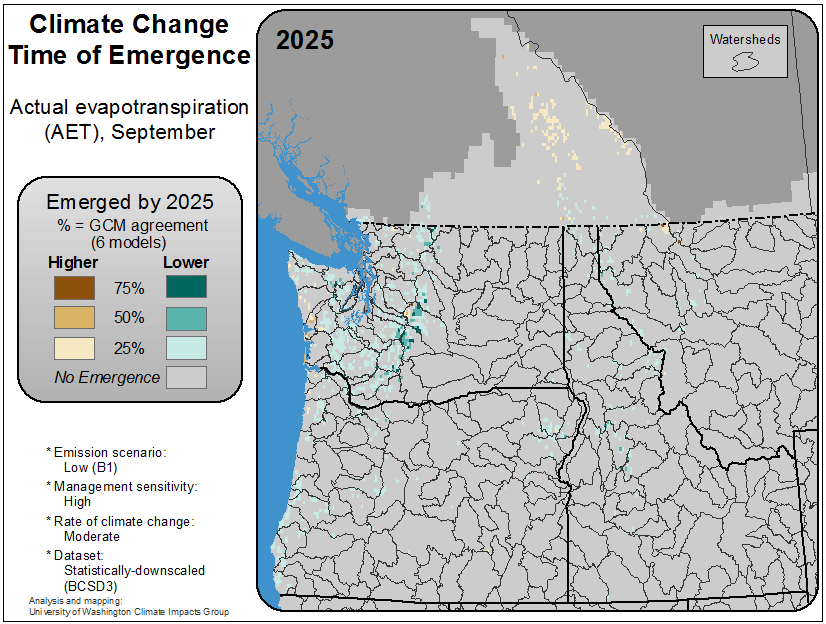 Climate Change
Time of Emergence
Actual evapotranspiration
(AET), September
Emerged by 2025
% = GCM agreement
(6 models)
Higher Lower
75%
50%
25%
No Emergence
* Emission scenario:
Low (B1)
* Management sensitivity:
High
* Rate of climate change:
Moderate
* Dataset:
Statistically-downscaled
(BCSD3)
Analysis and mapping:
University of Washington Climate Impacts Group
2025
Watersheds